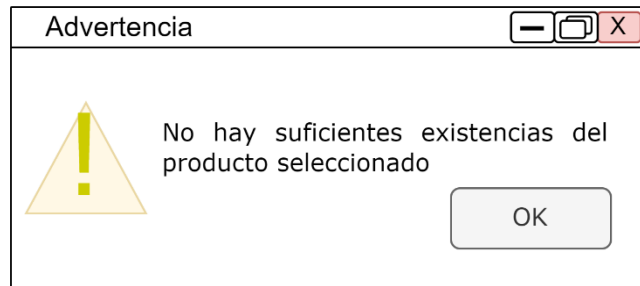 Advertencia
X
No hay suficientes existencias del
producto seleccionado
OK